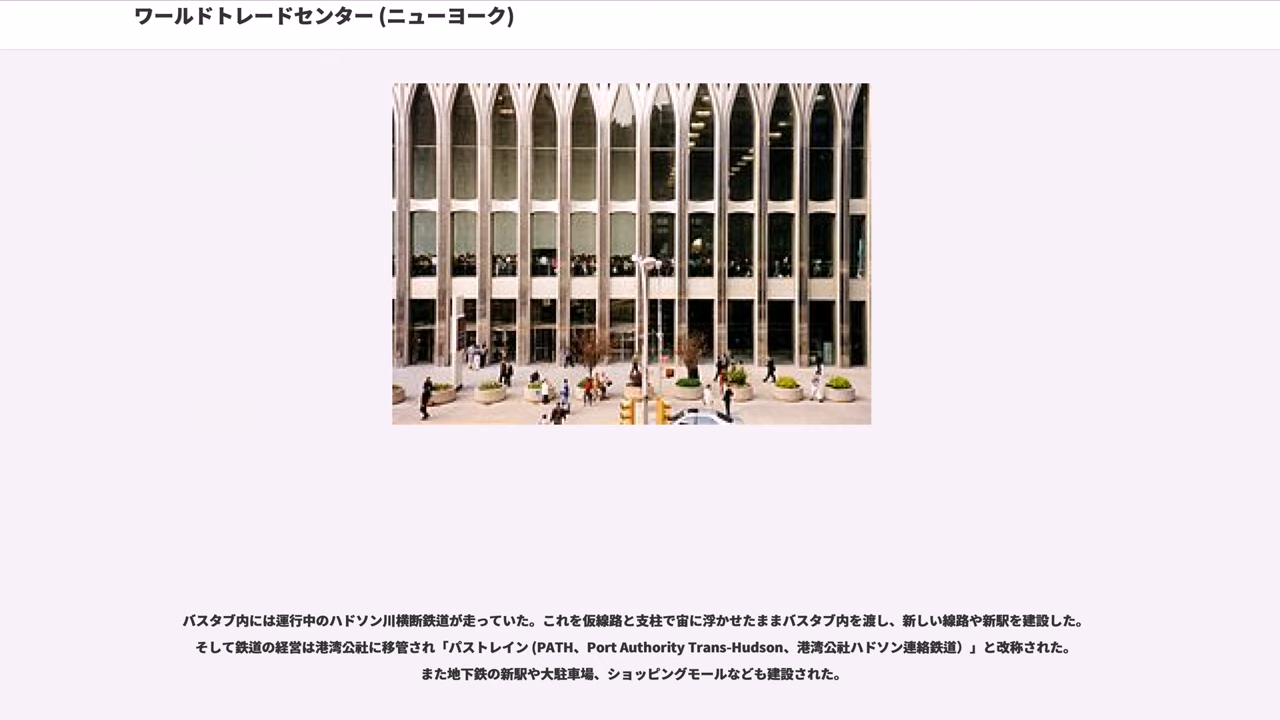 ワールドトレードセンター (ニューヨーク)
バスタブ内には運行中のハドソン川横断鉄道が走っていた。これを仮線路と支柱で宙に浮かせたままバスタブ内を渡し、新しい線路や新駅を建設した。
そして鉄道の経営は港湾公社に移管され「パストレイン (PATH、Port Authority Trans-Hudson、港湾公社ハドソン連絡鉄道）」と改称された。
また地下鉄の新駅や大駐車場、ショッピングモールなども建設された。